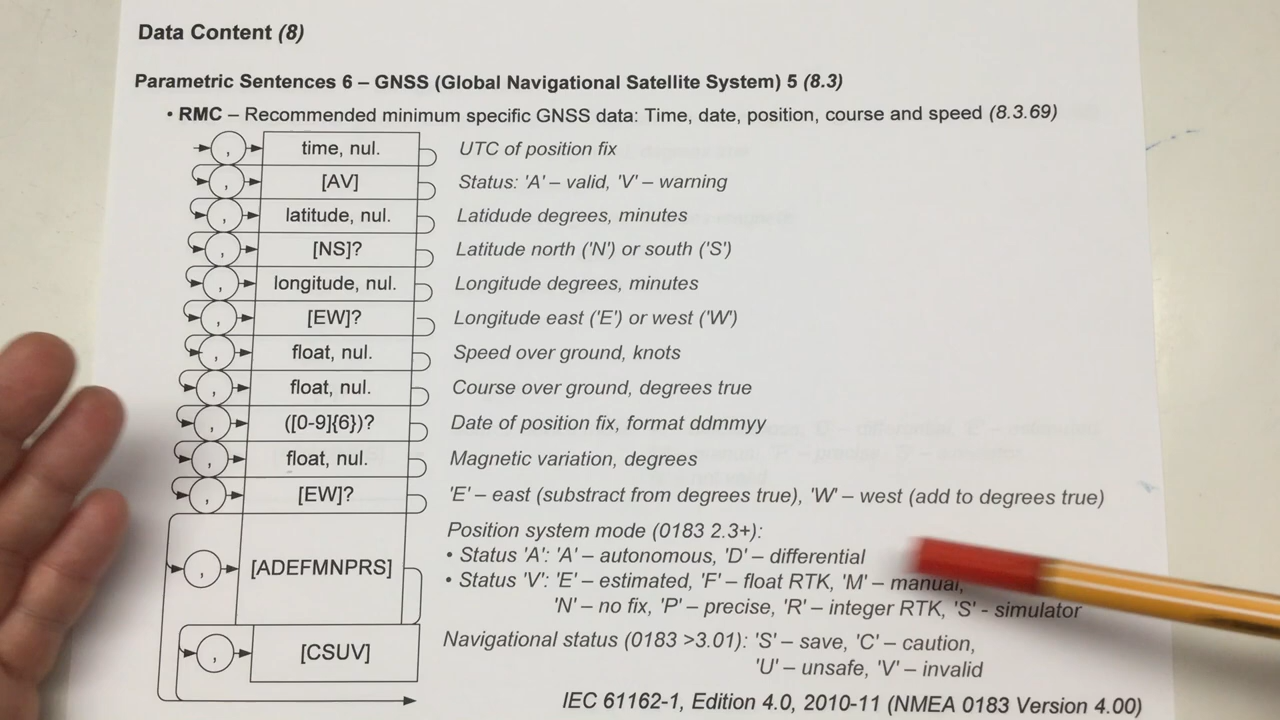 Data Content (8)
Parametric Sentences 6 – GNSS (Global Navigational Satellite System) 5 (8.3)
• RMC – Recommended minimum specific GNSS data: Time, date, position, course and speed (8.3.69)
, time, nul. UTC of position fix
, [AV] Status: 'A' – valid, 'V' – warning
, latitude, nul. Latidude degrees, minutes
, [NS]? Latitude north ('N') or south ('S')
, longitude, nul. Longitude degrees, minutes
, [EW]? Longitude east ('E') or west ('W')
, float, nul. Speed over ground, knots
, float, nul. Course over ground, degrees true
, ([0-9]{6})? Date of position fix, format ddmmyy
, float, nul. Magnetic variation, degrees
, [EW]? 'E' – east (substract from degrees true), 'W' – west (add to degrees true)
Position system mode (0183 2.3+):
• Status 'A': 'A' – autonomous, 'D' – differential
, [ADEFMNPRS] • Status 'V': 'E' – estimated, 'F' – float RTK, 'M' – manual,
'N' – no fix, 'P' – precise, 'R' – integer RTK, 'S' - simulator
, [CSUV] Navigational status (0183 >3.01): 'S' – save, 'C' – caution,
'U' – unsafe, 'V' – invalid
IEC 61162-1, Edition 4.0, 2010-11 (NMEA 0183 Version 4.00)